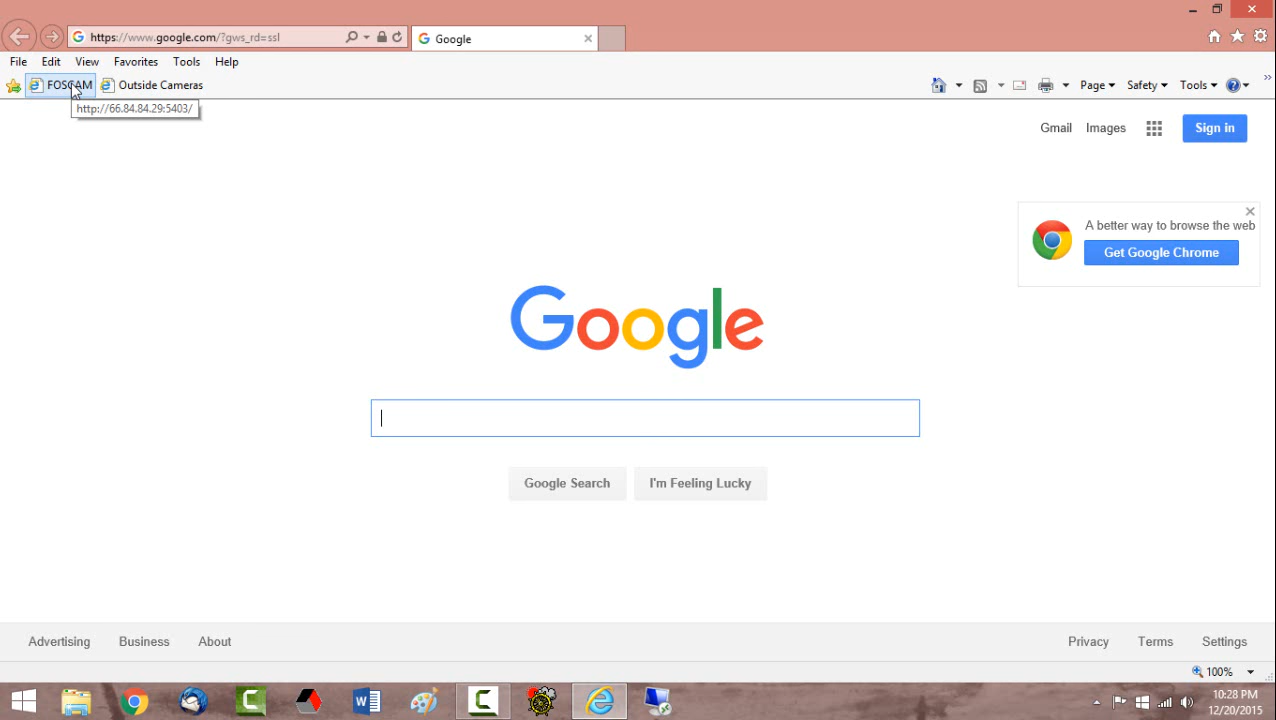 https://www.google.com/?gws_rd=ssl
Google
File Edit View Favorites Tools Help
FOSCAM Outside Cameras
Page Safety Tools
http://66.84.84.29:5403/
Gmail Images Sign in
A better way to browse the web
Get Google Chrome
Google
Google Search I'm Feeling Lucky
Advertising Business About Privacy Terms Settings
100%
10:28 PM
12/20/2015